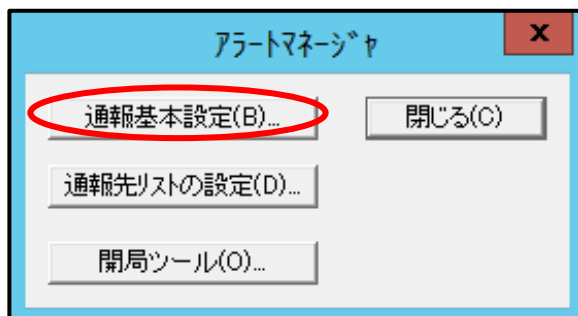 アラートマネージャ
x
通報基本設定(B)...
閉じる(C)
通報先リストの設定(D)...
開局ツール(O)...